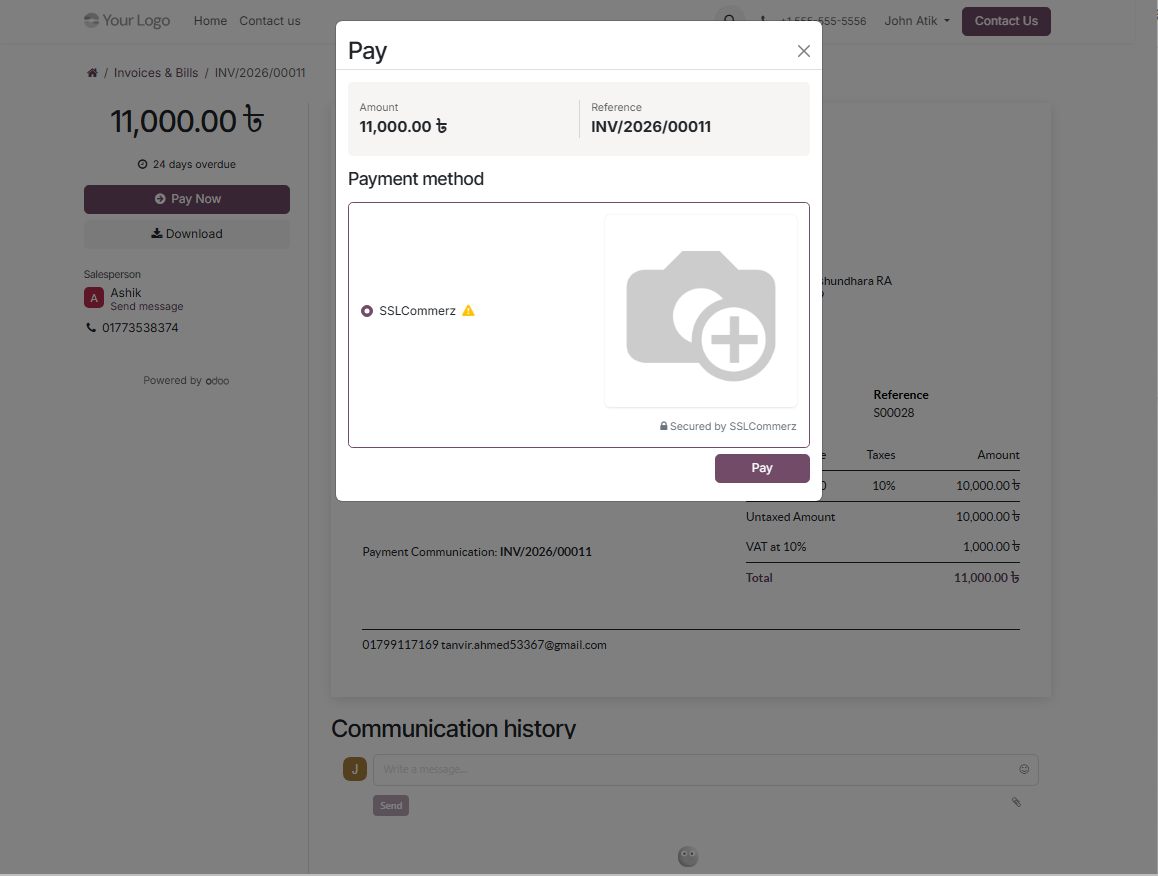 Your Logo
Home
Contact us
+1 555-555-5556
John Atik
Contact Us
/ Invoices & Bills / INV/2026/00011
11,000.00 ৳
24 days overdue
Pay Now
Download
Salesperson
A
Ashik
Send message
01773538374
Powered by odoo
Pay
Amount
11,000.00 ৳
Reference
INV/2026/00011
Payment method
SSLCommerz
Secured by SSLCommerz
Pay
shundhara RA
Reference
S00028
Taxes
Amount
10%
10,000.00 ৳
Untaxed Amount
10,000.00 ৳
VAT at 10%
1,000.00 ৳
Total
11,000.00 ৳
Payment Communication: INV/2026/00011
01799117169 tanvir.ahmed53367@gmail.com
Communication history
J
Write a message...
Send